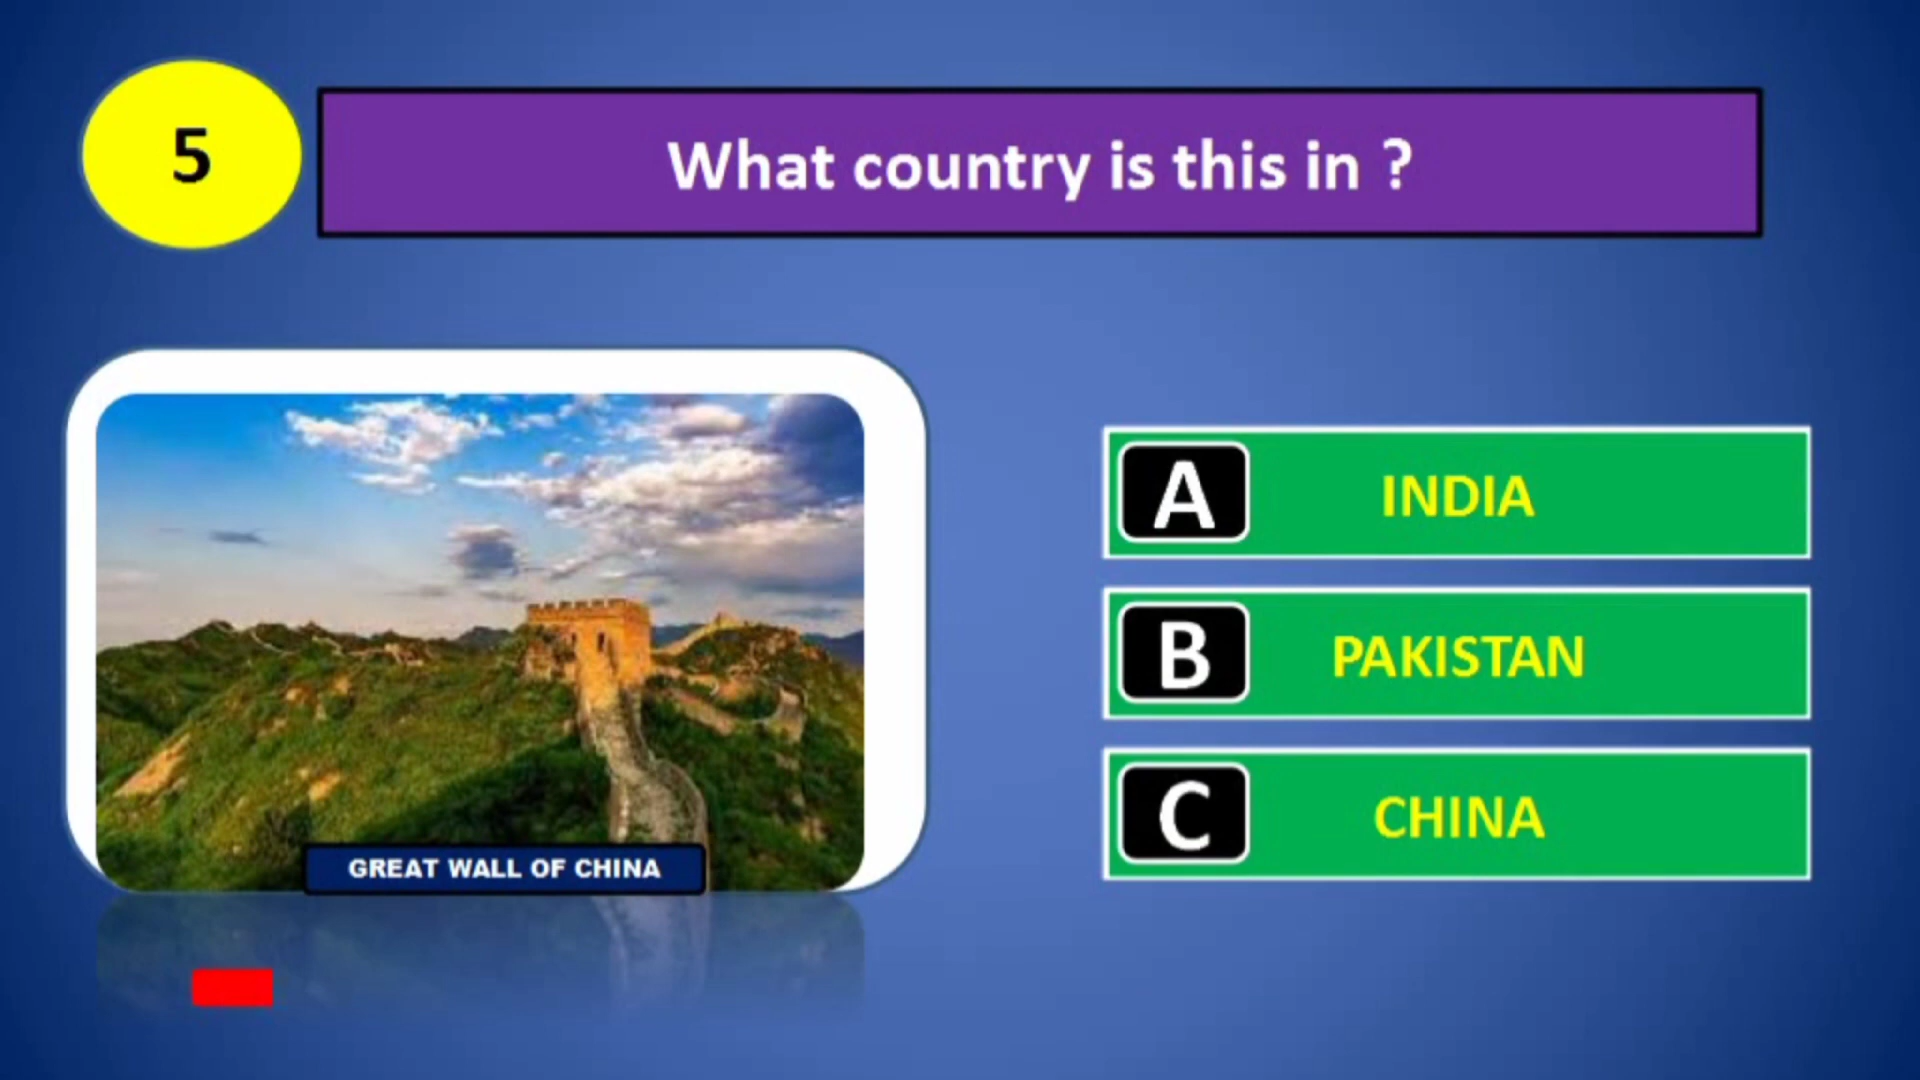 5
What country is this in ?
A INDIA
B PAKISTAN
C CHINA
GREAT WALL OF CHINA